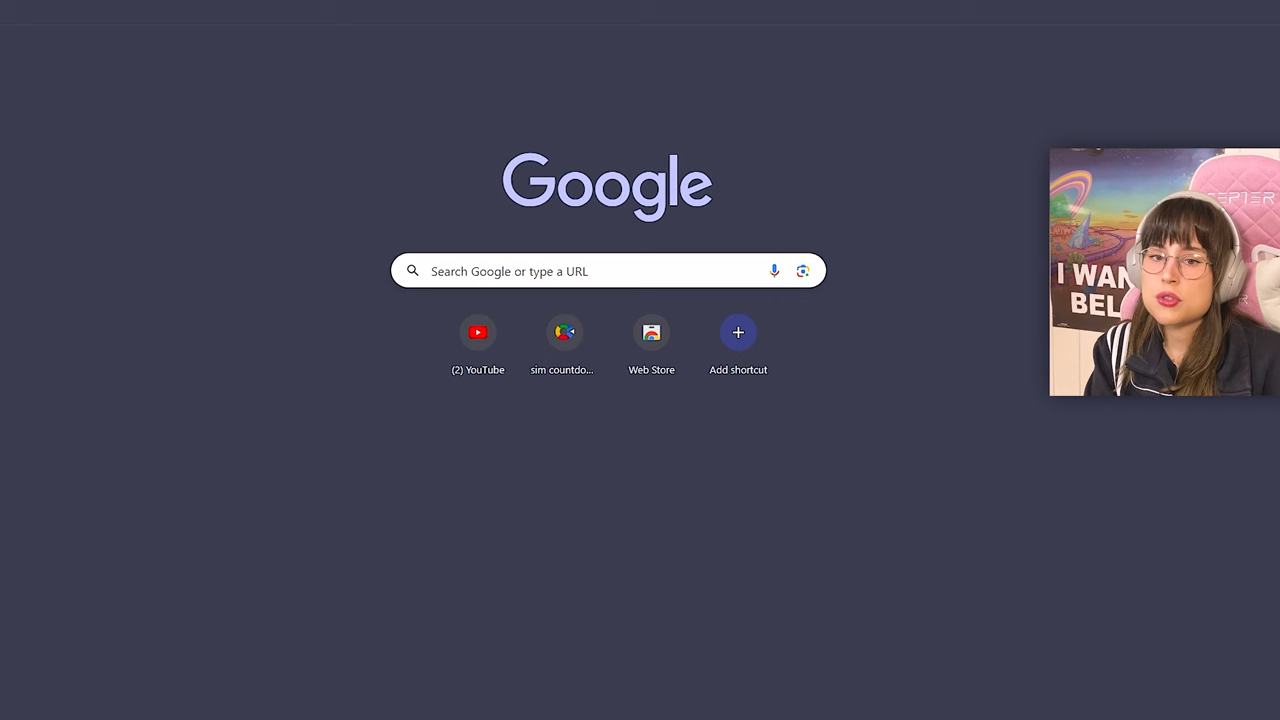 Google
Search Google or type a URL
(2) YouTube
sim countdo...
Web Store
Add shortcut
I WAN
BEL